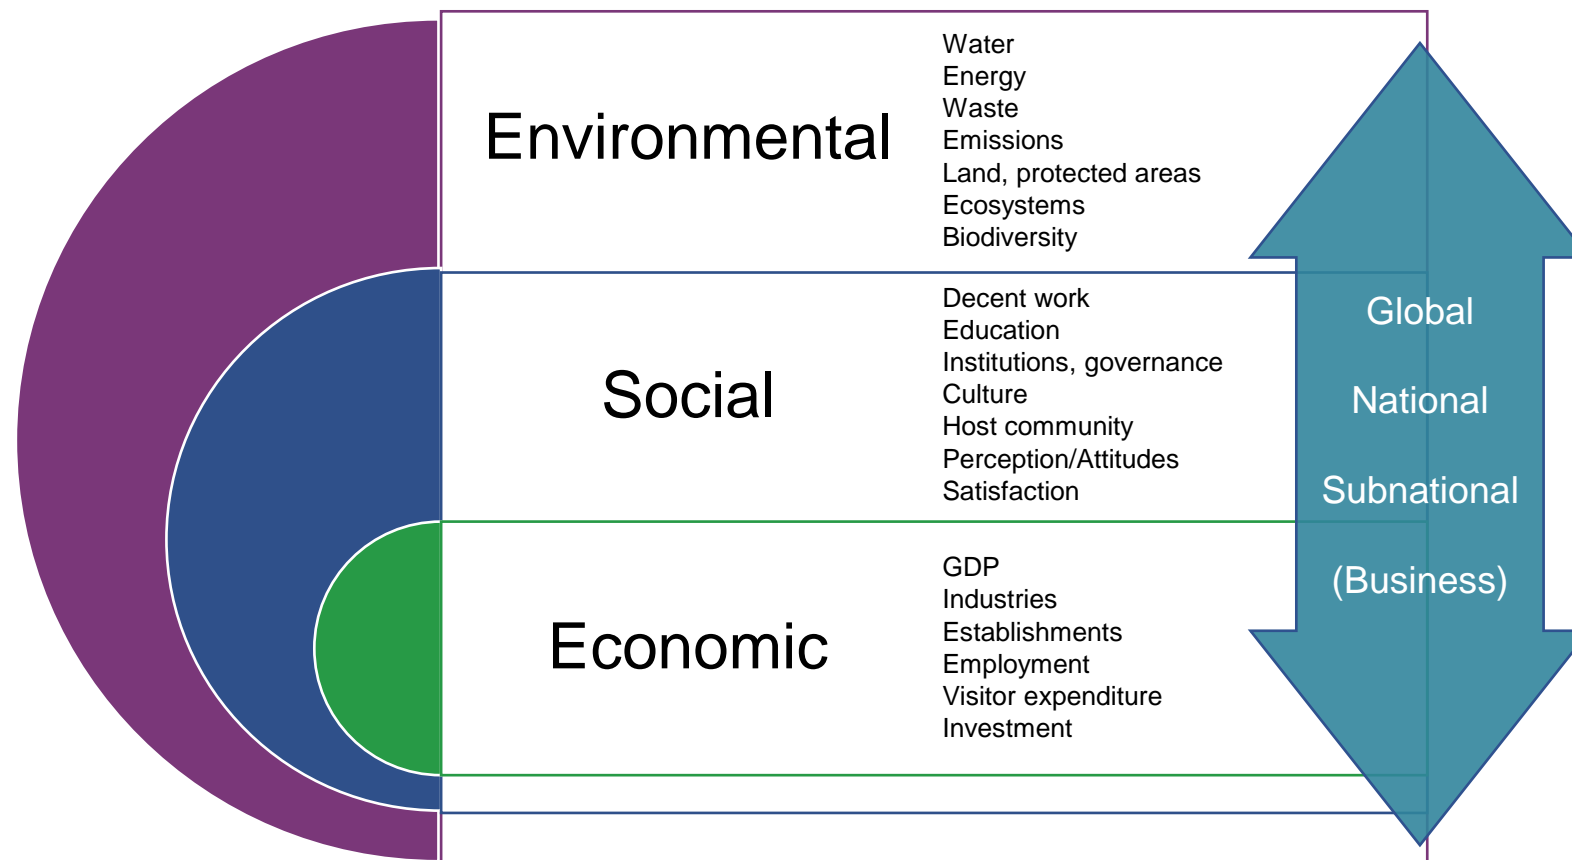 Environmental
Water
Energy
Waste
Emissions
Land, protected areas
Ecosystems
Biodiversity
Social
Decent work
Education
Institutions, governance
Culture
Host community
Perception/Attitudes
Satisfaction
Economic
GDP
Industries
Establishments
Employment
Visitor expenditure
Investment
Global
National
Subnational
(Business)